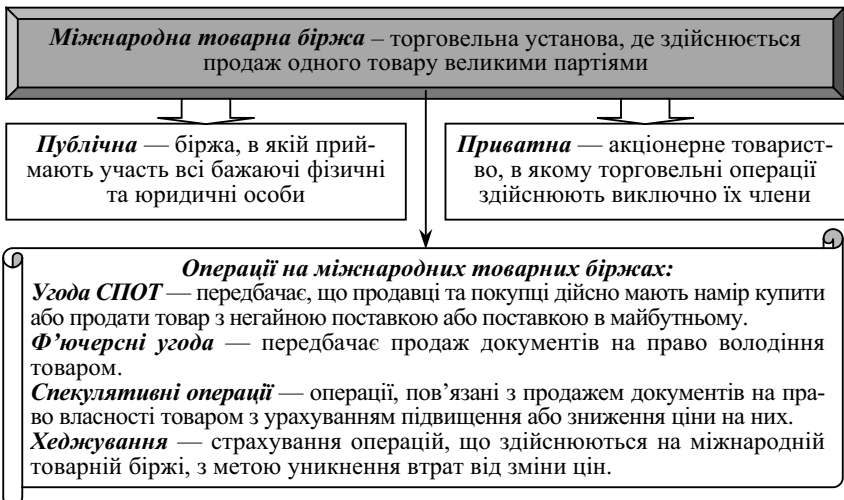 Міжнародна товарна біржа – торговельна установа, де здійснюється
продаж одного товару великими партіями
Публічна — біржа, в якій прий-
мають участь всі бажаючі фізичні
та юридичні особи
Приватна — акціонерне товарист-
во, в якому торговельні операції
здійснюють виключно їх члени
Операції на міжнародних товарних біржах:
Угода СПОТ — передбачає, що продавці та покупці дійсно мають намір купити
або продати товар з негайною поставкою або поставкою в майбутньому.
Ф’ючерсні угода — передбачає продаж документів на право володіння
товаром.
Спекулятивні операції — операції, пов’язані з продажем документів на пра-
во власності товаром з урахуванням підвищення або зниження ціни на них.
Хеджування — страхування операцій, що здійснюються на міжнародній
товарній біржі, з метою уникнення втрат від зміни цін.